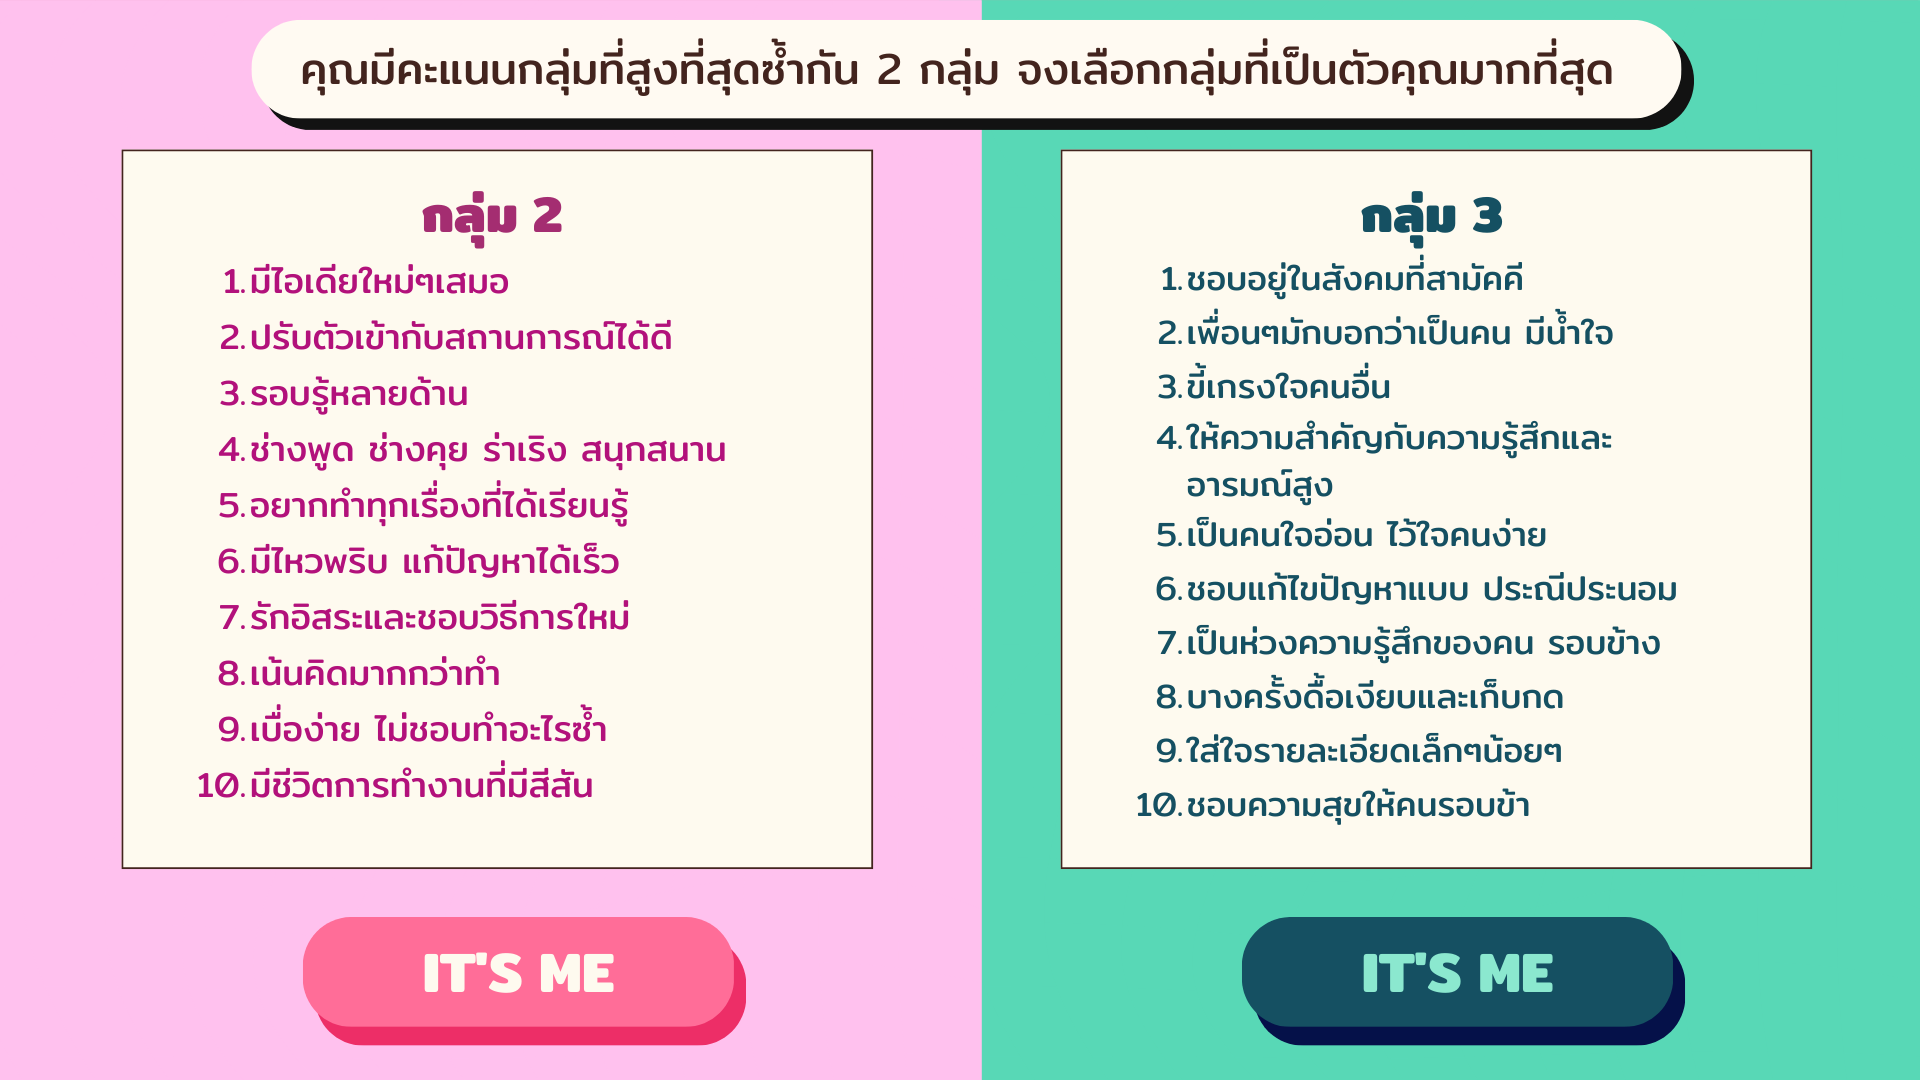 คุณมีคะแนนกลุ่มที่สูงที่สุดซ้ำกัน 2 กลุ่ม จงเลือกกลุ่มที่เป็นตัวคุณมากที่สุด
กลุ่ม 2
1. มีไอเดียใหม่ๆเสมอ
2. ปรับตัวเข้ากับสถานการณ์ได้ดี
3. รอบรู้หลายด้าน
4. ช่างพูด ช่างคุย ร่าเริง สนุกสนาน
5. อยากทำทุกเรื่องที่ได้เรียนรู้
6. มีไหวพริบ แก้ปัญหาได้เร็ว
7. รักอิสระและชอบวิธีการใหม่
8. เน้นคิดมากกว่าทำ
9. เบื่อง่าย ไม่ชอบทำอะไรซ้ำ
10. มีชีวิตการทำงานที่มีสีสัน
IT'S ME
กลุ่ม 3
1. ชอบอยู่ในสังคมที่สามัคคี
2. เพื่อนๆมักบอกว่าเป็นคน มีน้ำใจ
3. ขี้เกรงใจคนอื่น
4. ให้ความสำคัญกับความรู้สึกและ
อารมณ์สูง
5. เป็นคนใจอ่อน ไว้ใจคนง่าย
6. ชอบแก้ไขปัญหาแบบ ประณีประนอม
7. เป็นห่วงความรู้สึกของคน รอบข้าง
8. บางครั้งดื้อเงียบและเก็บกด
9. ใส่ใจรายละเอียดเล็กๆน้อยๆ
10. ชอบความสุขให้คนรอบข้า
IT'S ME